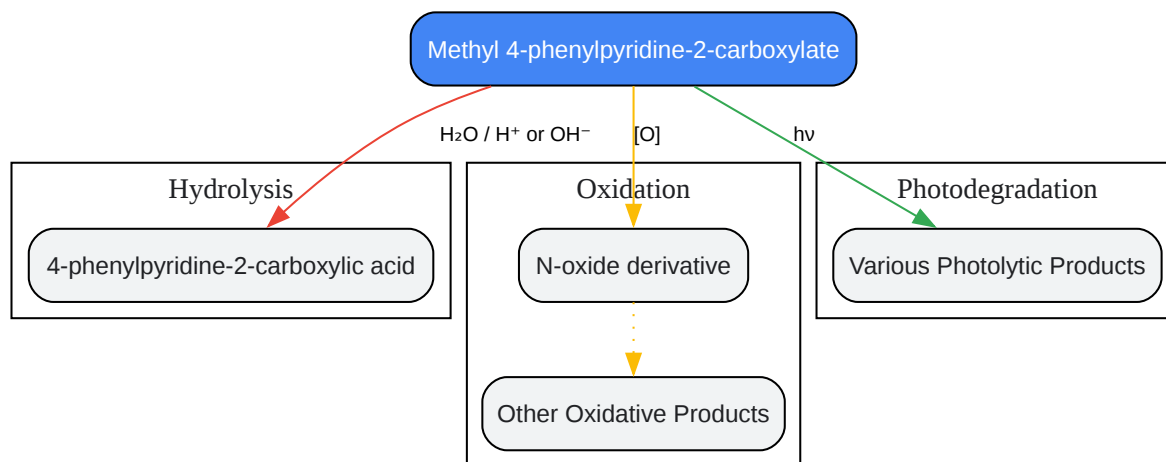 Methyl 4-phenylpyridine-2-carboxylate
H₂O / H⁺ or OH⁻
[O]
hν
Hydrolysis
Oxidation
Photodegradation
4-phenylpyridine-2-carboxylic acid
N-oxide derivative
Various Photolytic Products
Other Oxidative Products